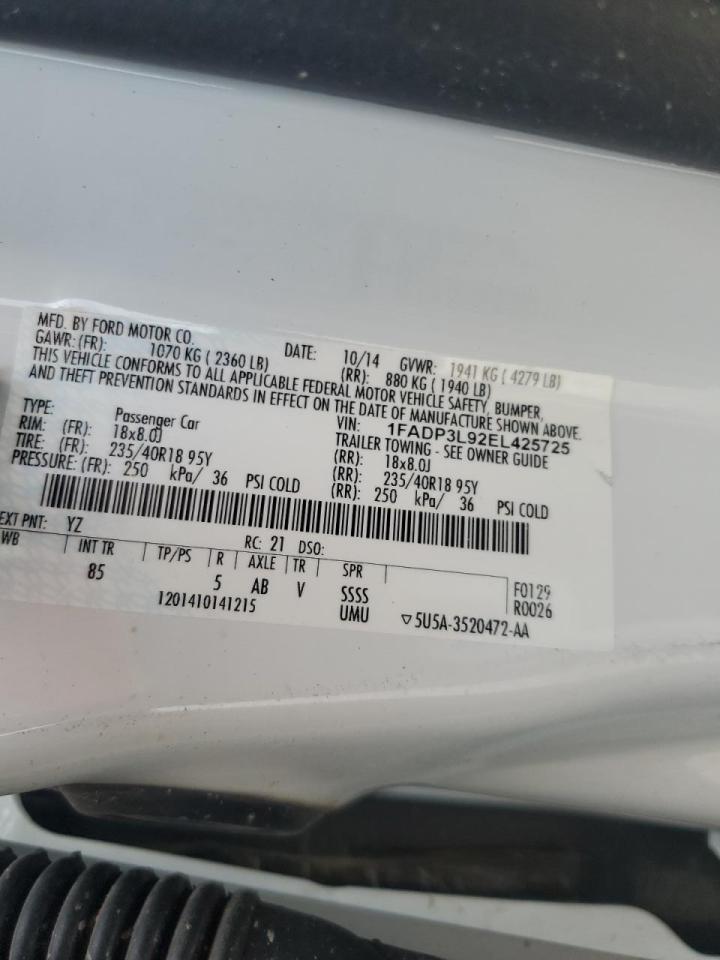 MFD. BY FORD MOTOR CO.
DATE: 10/14 GVWR: 1941 KG ( 4279 LB)
GAWR: (FR): 1070 KG ( 2360 LB) (RR): 880 KG ( 1940 LB)
THIS VEHICLE CONFORMS TO ALL APPLICABLE FEDERAL MOTOR VEHICLE SAFETY, BUMPER,
AND THEFT PREVENTION STANDARDS IN EFFECT ON THE DATE OF MANUFACTURE SHOWN ABOVE.
VIN: 1FADP3L92EL425725
TYPE: Passenger Car TRAILER TOWING - SEE OWNER GUIDE
RIM: (FR): 18x8.0J (RR): 18x8.0J
TIRE: (FR): 235/40R18 95Y (RR): 235/40R18 95Y
PRESSURE: (FR): 250 kPa/ 36 PSI COLD (RR): 250 kPa/ 36 PSI COLD
EXT PNT: YZ RC: 21 DSO:
WB INT TR TP/PS R AXLE TR SPR
85 5 AB V SSSS
UMU
F0129
R0026
1201410141215
▽5U5A-3520472-AA